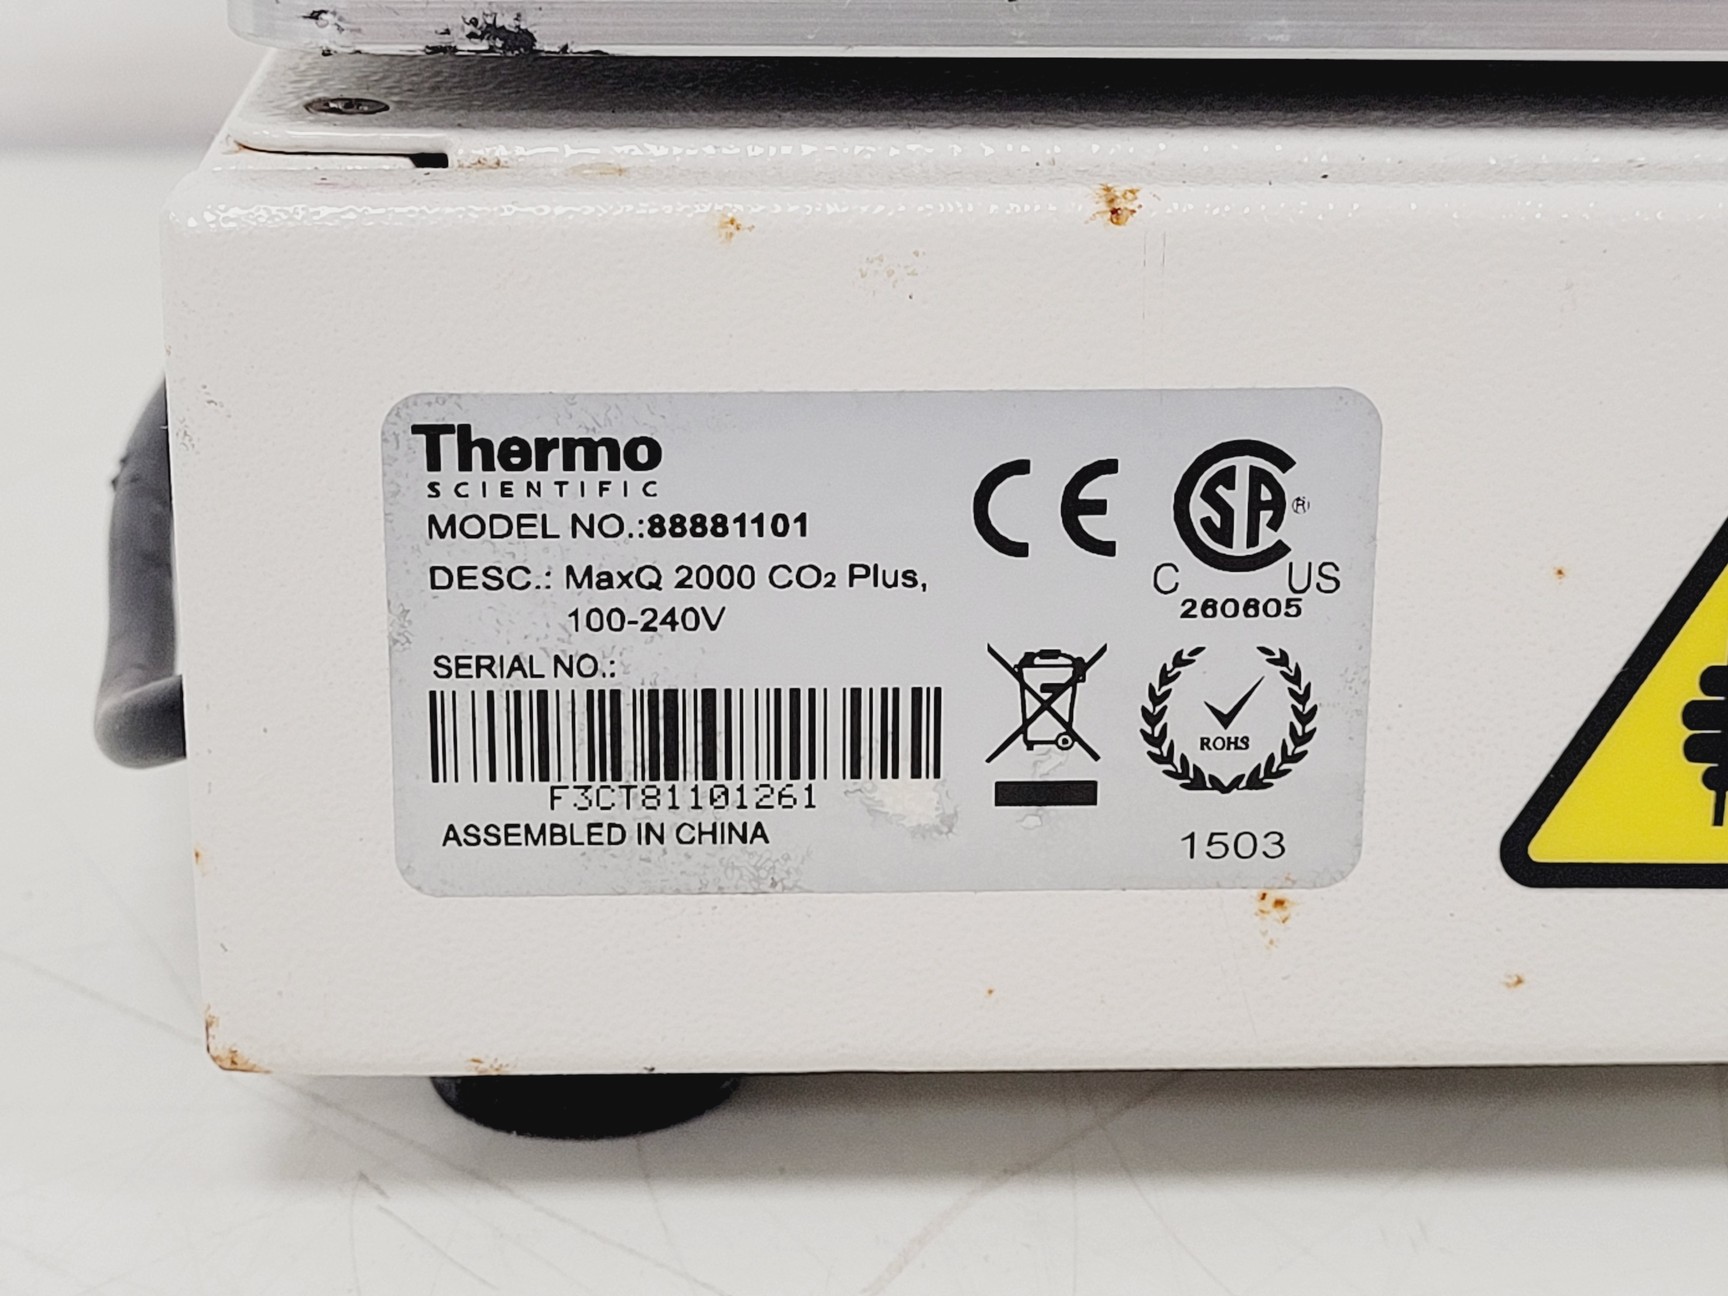 Thermo
SCIENTIFIC
MODEL NO.:88881101
DESC.: MaxQ 2000 CO₂ Plus,
100-240V
SERIAL NO.:
F3CT81101261
ASSEMBLED IN CHINA
CE
SA®
C US
260605
ROHS
1503